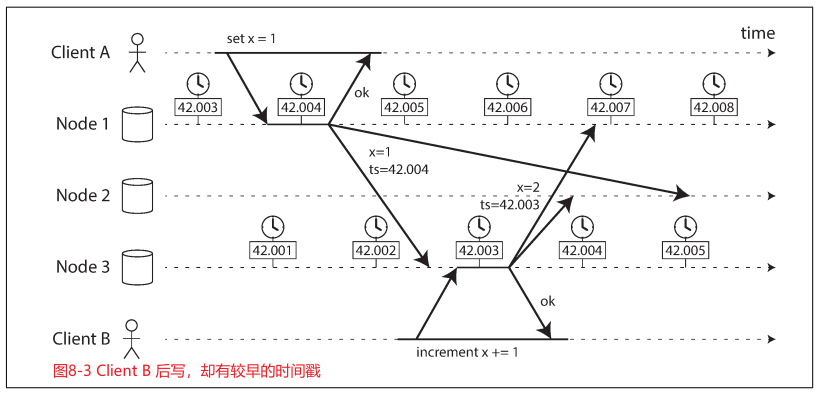 time
Client A
set x = 1
ok
42.003
42.004
42.005
42.006
42.007
42.008
Node 1
x=1
ts=42.004
Node 2
x=2
ts=42.003
42.001
42.002
42.003
42.004
42.005
Node 3
ok
Client B
increment x += 1
图8-3 Client B 后写，却有较早的时间戳